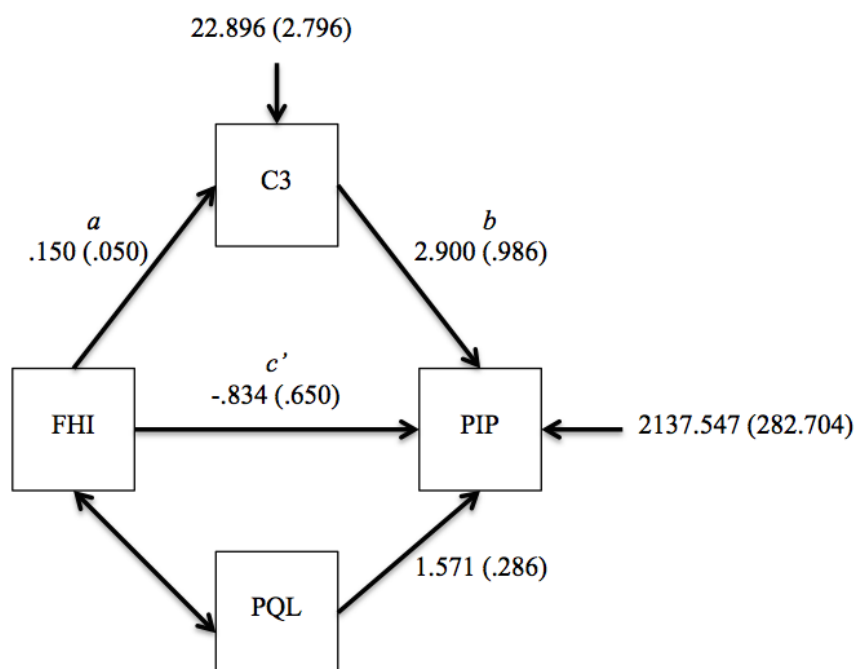 22.896 (2.796)
C3
a
.150 (.050)
b
2.900 (.986)
c’
-.834 (.650)
FHI
PIP
2137.547 (282.704)
1.571 (.286)
PQL